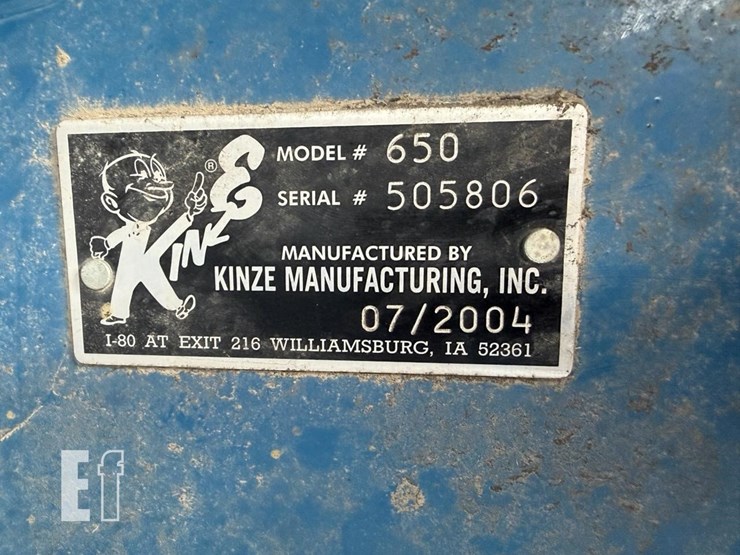 MODEL # 650
SERIAL # 505806
KINZE ®
MANUFACTURED BY
KINZE MANUFACTURING, INC.
07/2004
I-80 AT EXIT 216 WILLIAMSBURG, IA 52361
Ef